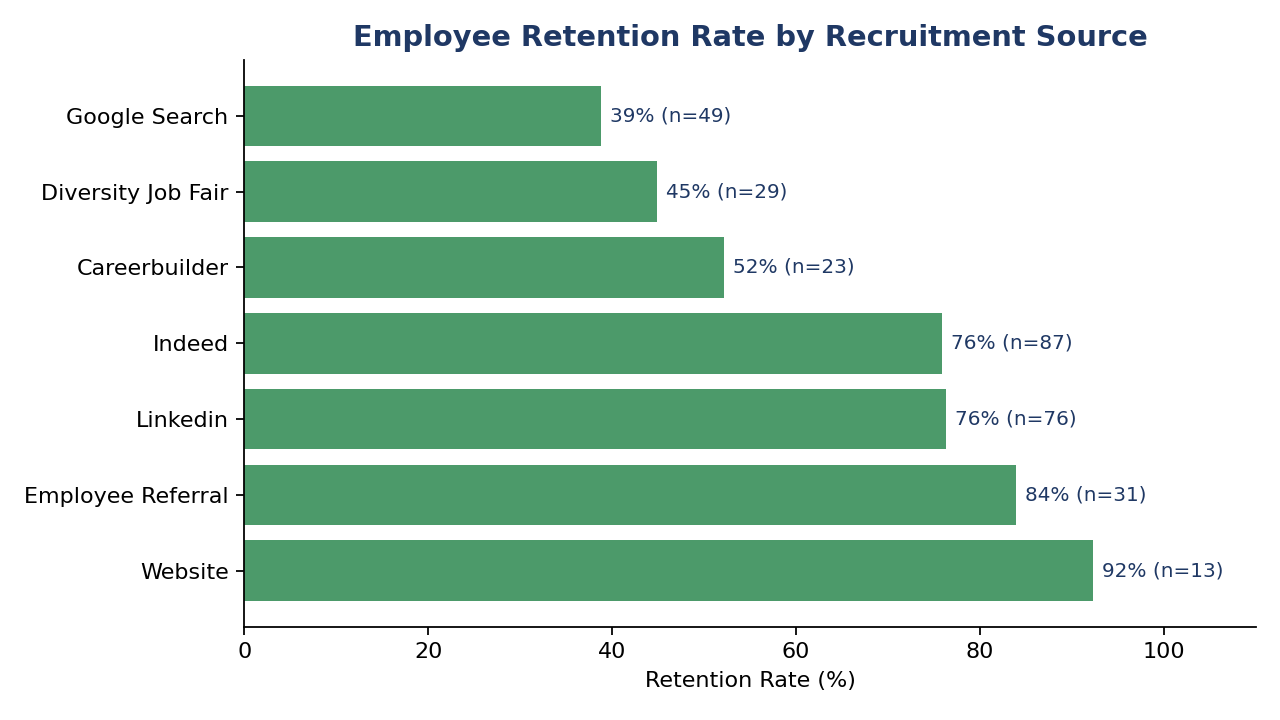 Employee Retention Rate by Recruitment Source
Google Search 39% (n=49)
Diversity Job Fair 45% (n=29)
Careerbuilder 52% (n=23)
Indeed 76% (n=87)
Linkedin 76% (n=76)
Employee Referral 84% (n=31)
Website 92% (n=13)
0 20 40 60 80 100
Retention Rate (%)